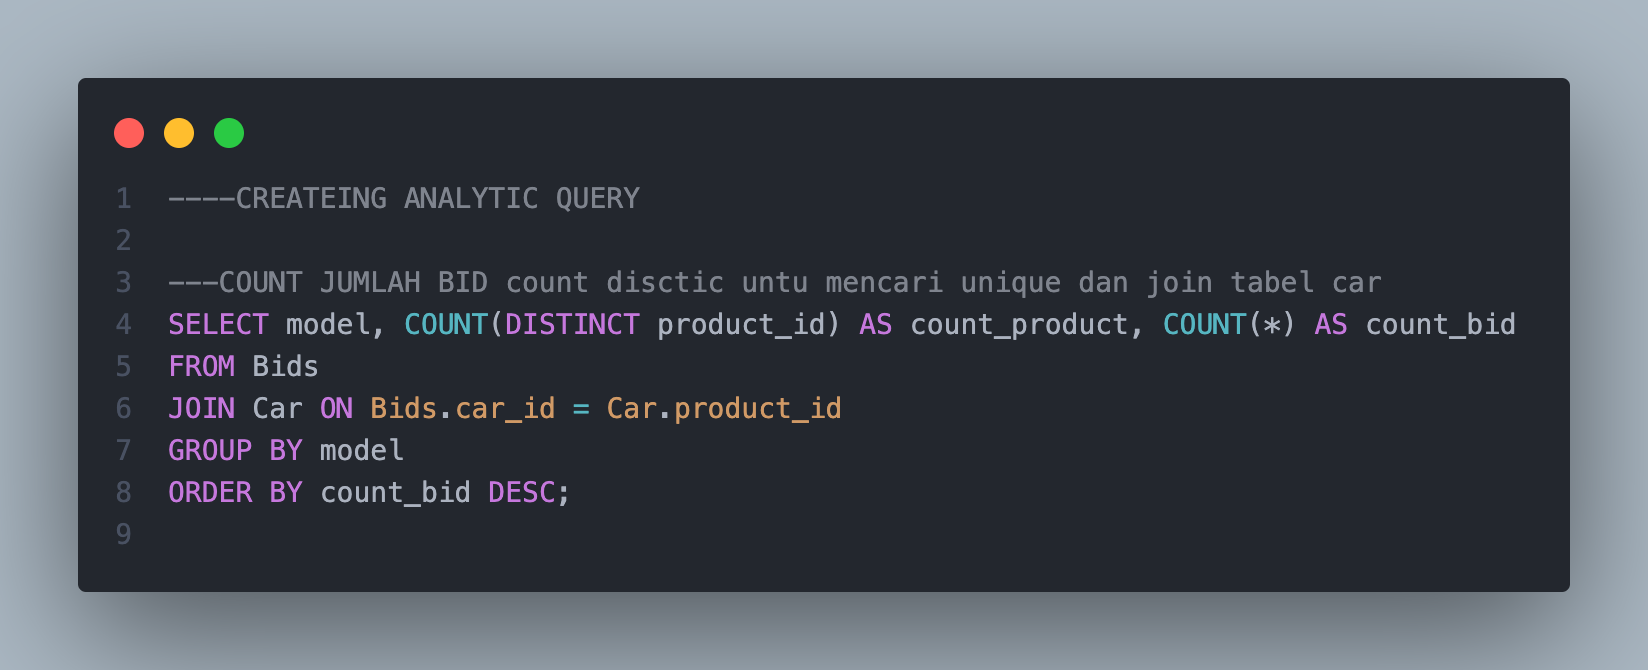 1 ----CREATEING ANALYTIC QUERY
2
3 ---COUNT JUMLAH BID count disctic untu mencari unique dan join tabel car
4 SELECT model, COUNT(DISTINCT product_id) AS count_product, COUNT(*) AS count_bid
5 FROM Bids
6 JOIN Car ON Bids.car_id = Car.product_id
7 GROUP BY model
8 ORDER BY count_bid DESC;
9